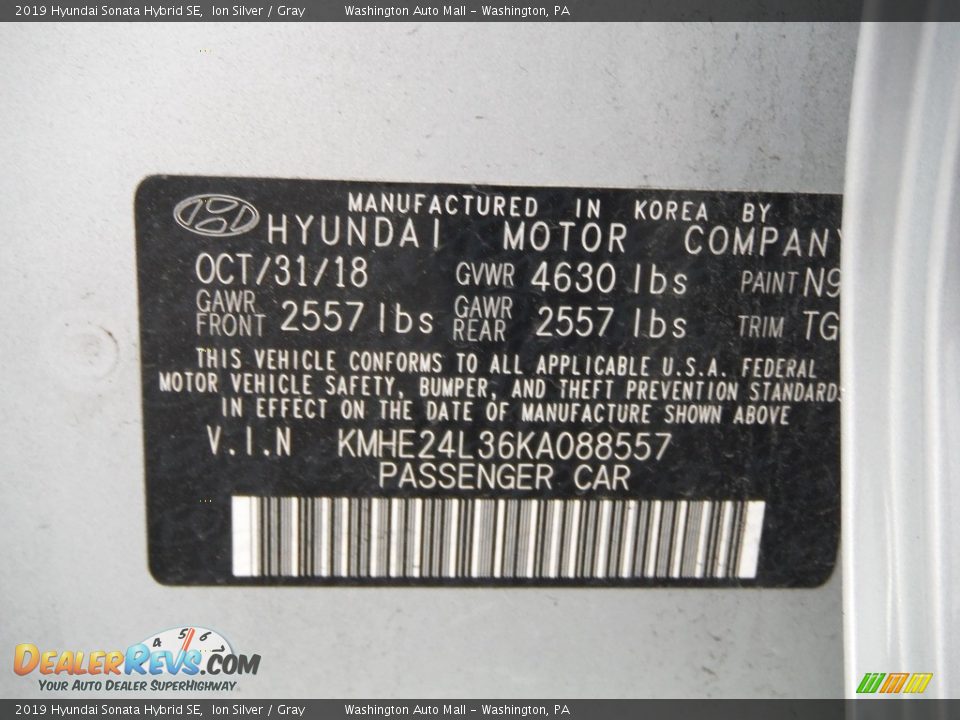 2019 Hyundai Sonata Hybrid SE, Ion Silver / Gray Washington Auto Mall - Washington, PA
MANUFACTURED IN KOREA BY
HYUNDAI MOTOR COMPANY
OCT/31/18 GVWR 4630 lbs PAINT N9
GAWR FRONT 2557 lbs GAWR REAR 2557 lbs TRIM TG
THIS VEHICLE CONFORMS TO ALL APPLICABLE U.S.A. FEDERAL
MOTOR VEHICLE SAFETY, BUMPER, AND THEFT PREVENTION STANDARDS
IN EFFECT ON THE DATE OF MANUFACTURE SHOWN ABOVE
V.I.N KMHE24L36KA088557
PASSENGER CAR
4 5 6
DEALERREVS.COM
YOUR AUTO DEALER SUPERHIGHWAY
2019 Hyundai Sonata Hybrid SE, Ion Silver / Gray Washington Auto Mall - Washington, PA